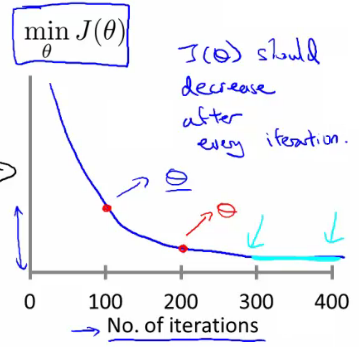 min J(θ)
θ
J(θ) should
decrease
after
every iteration.
θ
θ
0 100 200 300 400
→ No. of iterations